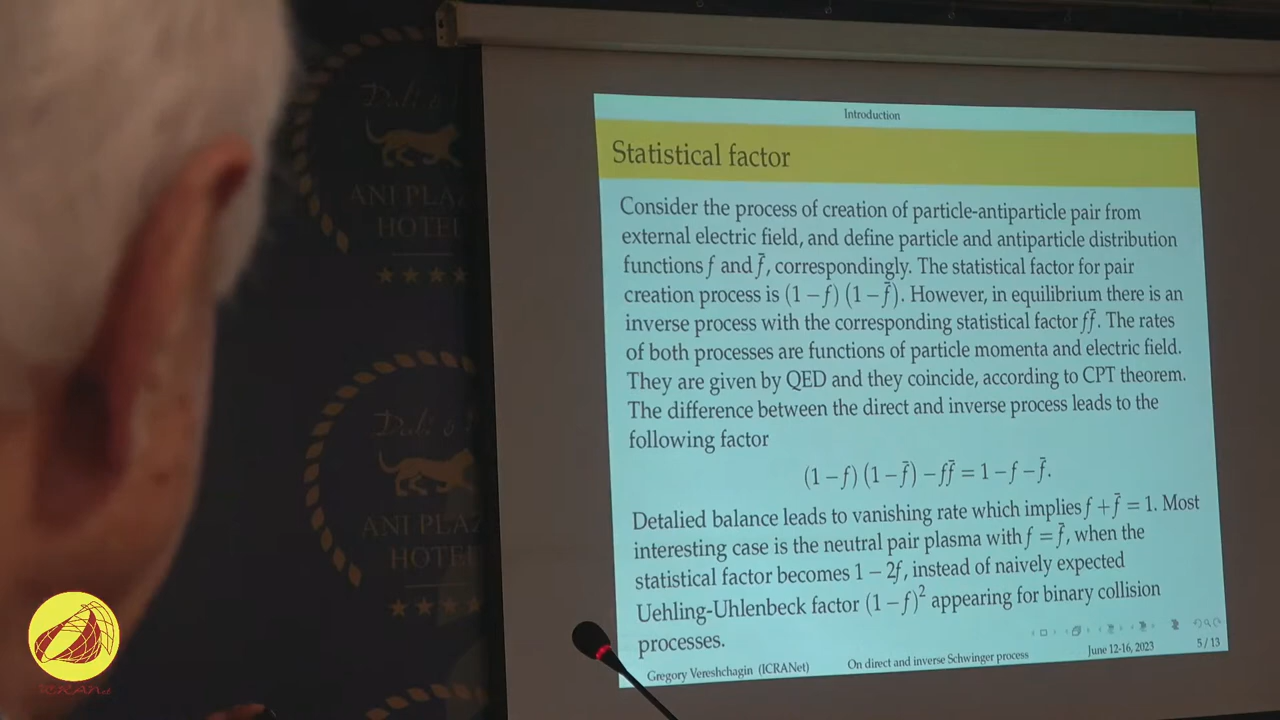 Introduction
Statistical factor
Consider the process of creation of particle-antiparticle pair from
external electric field, and define particle and antiparticle distribution
functions f and f̄, correspondingly. The statistical factor for pair
creation process is (1 − f) (1 − f̄). However, in equilibrium there is an
inverse process with the corresponding statistical factor ff̄. The rates
of both processes are functions of particle momenta and electric field.
They are given by QED and they coincide, according to CPT theorem.
The difference between the direct and inverse process leads to the
following factor
(1 − f) (1 − f̄) − ff̄ = 1 − f − f̄.
Detalied balance leads to vanishing rate which implies f + f̄ = 1. Most
interesting case is the neutral pair plasma with f = f̄, when the
statistical factor becomes 1 − 2f, instead of naively expected
Uehling-Uhlenbeck factor (1 − f)² appearing for binary collision
processes.
Gregory Vereshchagin (ICRANet) On direct and inverse Schwinger process June 12-16, 2023 5 / 13
ANI PLA
HOTEL
ANI PLA
HOTEL
ICRANet